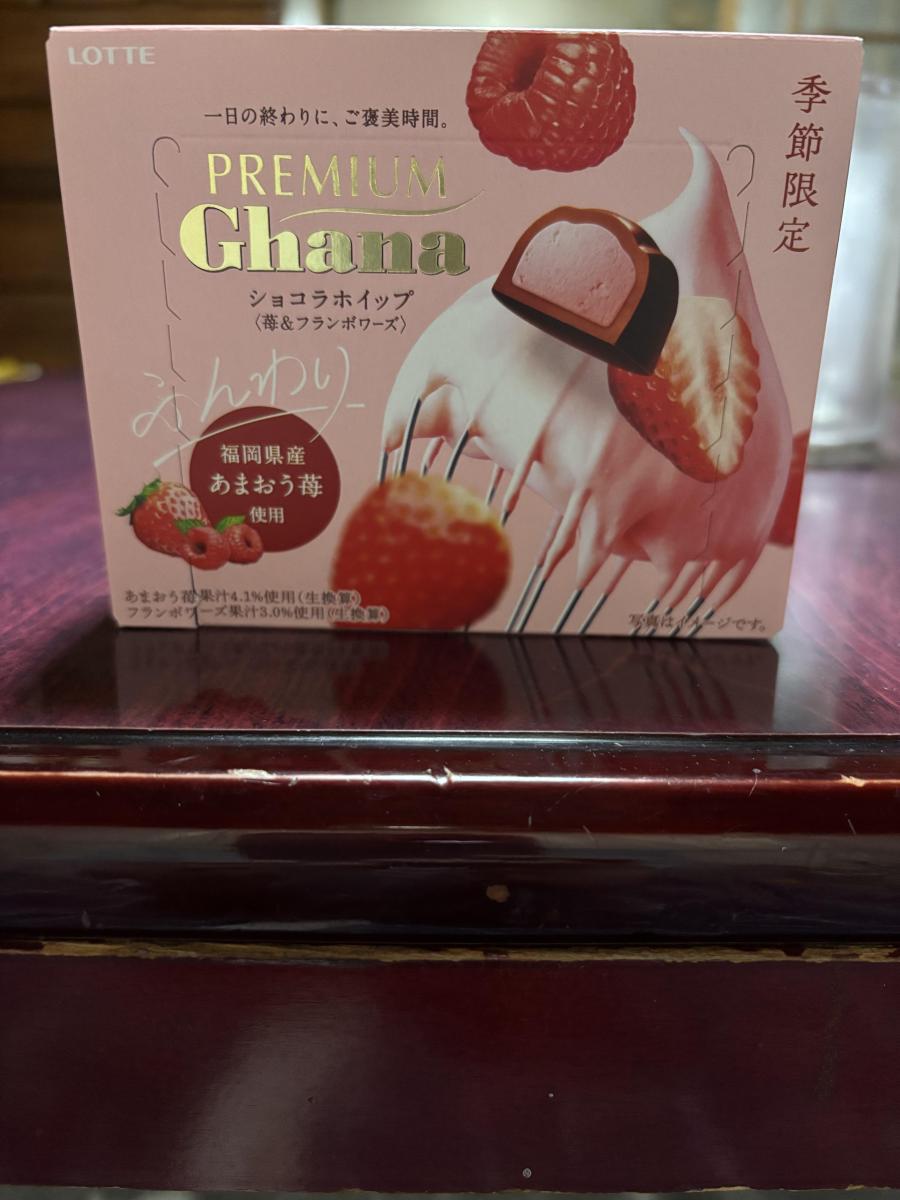 LOTTE
一日の終わりに、ご褒美時間。
季節限定
PREMIUM
Ghana
ショコラホイップ
〈苺&フランボワーズ〉
ふんわり
福岡県産
あまおう苺
使用
あまおう苺果汁4.1%使用(生換算)
フランボワーズ果汁3.0%使用(生換算)
写真はイメージです。